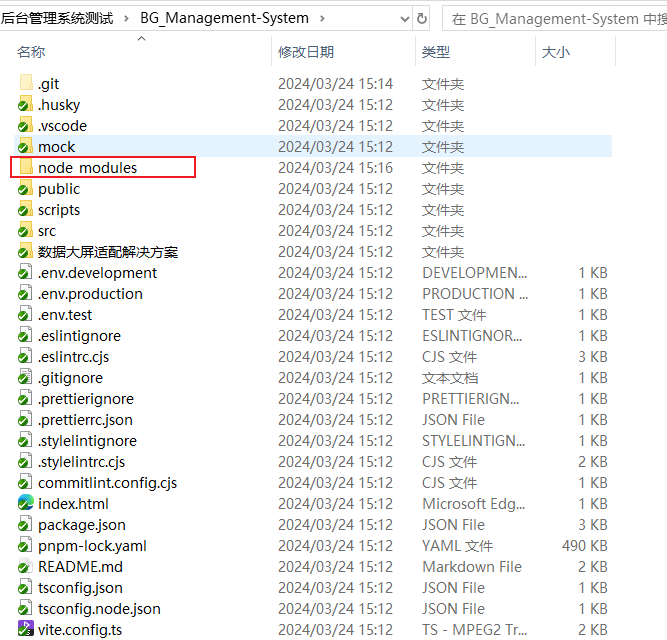 后台管理系统测试 › BG_Management-System ›
在 BG_Management-System 中搜
名称 修改日期 类型 大小
.git 2024/03/24 15:14 文件夹
.husky 2024/03/24 15:12 文件夹
.vscode 2024/03/24 15:12 文件夹
mock 2024/03/24 15:12 文件夹
node_modules 2024/03/24 15:16 文件夹
public 2024/03/24 15:12 文件夹
scripts 2024/03/24 15:12 文件夹
src 2024/03/24 15:12 文件夹
数据大屏适配解决方案 2024/03/24 15:12 文件夹
.env.development 2024/03/24 15:12 DEVELOPMEN... 1 KB
.env.production 2024/03/24 15:12 PRODUCTION ... 1 KB
.env.test 2024/03/24 15:12 TEST 文件 1 KB
.eslintignore 2024/03/24 15:12 ESLINTIGNOR... 1 KB
.eslintrc.cjs 2024/03/24 15:12 CJS 文件 3 KB
.gitignore 2024/03/24 15:12 文本文档 1 KB
.prettierignore 2024/03/24 15:12 PRETTIERIGN... 1 KB
.prettierrc.json 2024/03/24 15:12 JSON File 1 KB
.stylelintignore 2024/03/24 15:12 STYLELINTIGN... 1 KB
.stylelintrc.cjs 2024/03/24 15:12 CJS 文件 2 KB
commitlint.config.cjs 2024/03/24 15:12 CJS 文件 1 KB
index.html 2024/03/24 15:12 Microsoft Edg... 1 KB
package.json 2024/03/24 15:12 JSON File 3 KB
pnpm-lock.yaml 2024/03/24 15:12 YAML 文件 490 KB
README.md 2024/03/24 15:12 Markdown File 2 KB
tsconfig.json 2024/03/24 15:12 JSON File 1 KB
tsconfig.node.json 2024/03/24 15:12 JSON File 1 KB
vite.config.ts 2024/03/24 15:12 TS - MPEG2 Tr... 2 KB